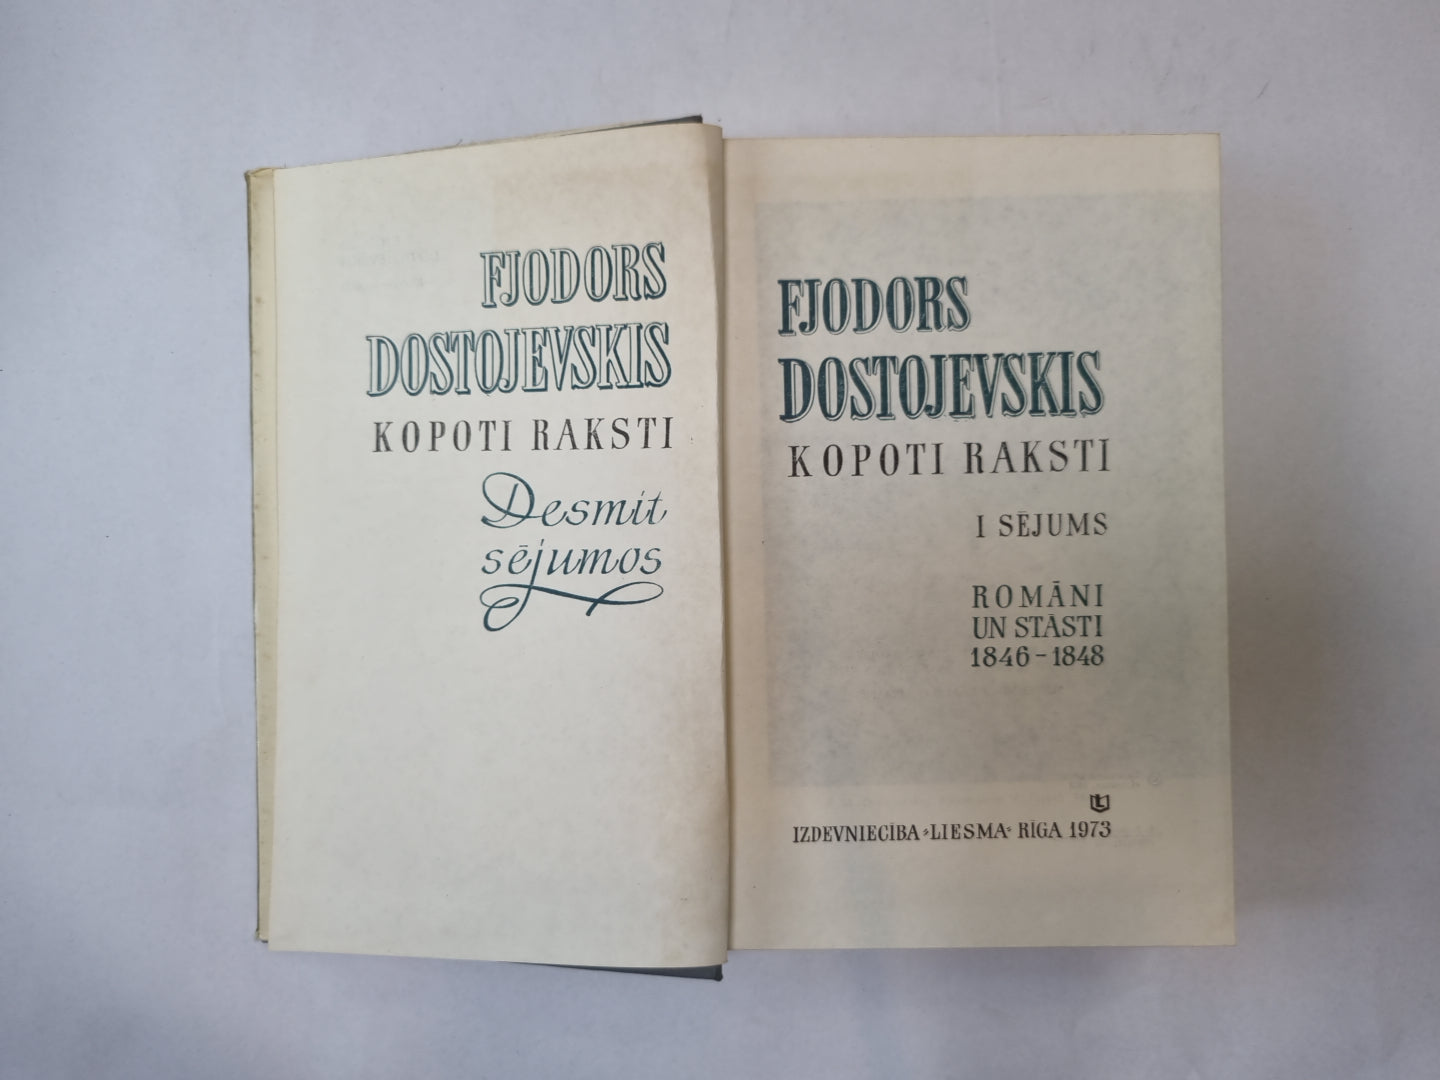 FJODORS
DOSTOJEVSKIS
KOPOTI RAKSTI
Desmit
sējumos
FJODORS
DOSTOJEVSKIS
KOPOTI RAKSTI
I SĒJUMS
ROMĀNI
UN STĀSTI
1846-1848
IZDEVNIECĪBA «LIESMA» RĪGA 1973